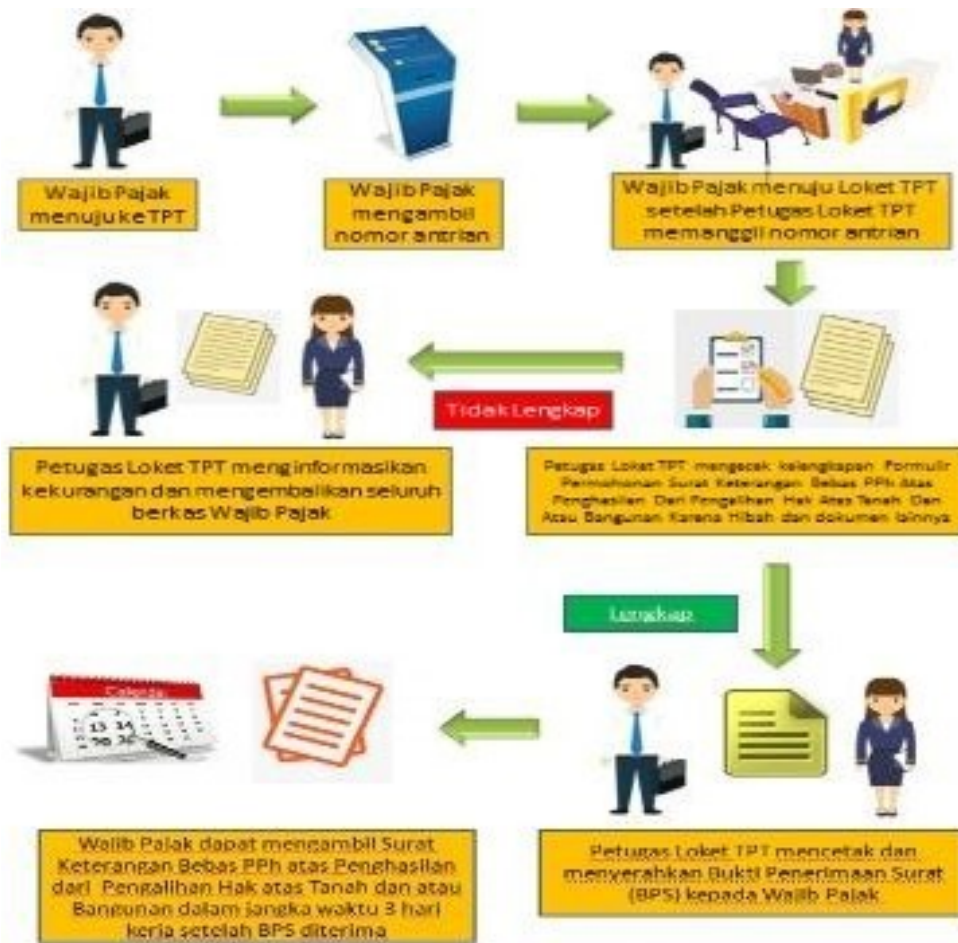 Wajib Pajak
menuju ke TPT
Wajib Pajak
mengambil
nomor antrian
Wajib Pajak menuju Loket TPT
setelah Petugas Loket TPT
memanggil nomor antrian
Tidak Lengkap
Petugas Loket TPT menginformasikan
kekurangan dan mengembalikan seluruh
berkas Wajib Pajak
Petugas Loket TPT mengecek kelengkapan Formulir
Permohonan Surat Keterangan Bebas PPh Atas
Penghasilan Dari Pengalihan Hak Atas Tanah Dan
Atau Bangunan Karena Hibah dan dokumen lainnya
Lengkap
Calendar
13 14
Wajib Pajak dapat mengambil Surat
Keterangan Bebas PPh atas Penghasilan
dari Pengalihan Hak atas Tanah dan atau
Bangunan dalam jangka waktu 3 hari
kerja setelah BPS diterima
Petugas Loket TPT mencetak dan
menyerahkan Bukti Penerimaan Surat
(BPS) kepada Wajib Pajak